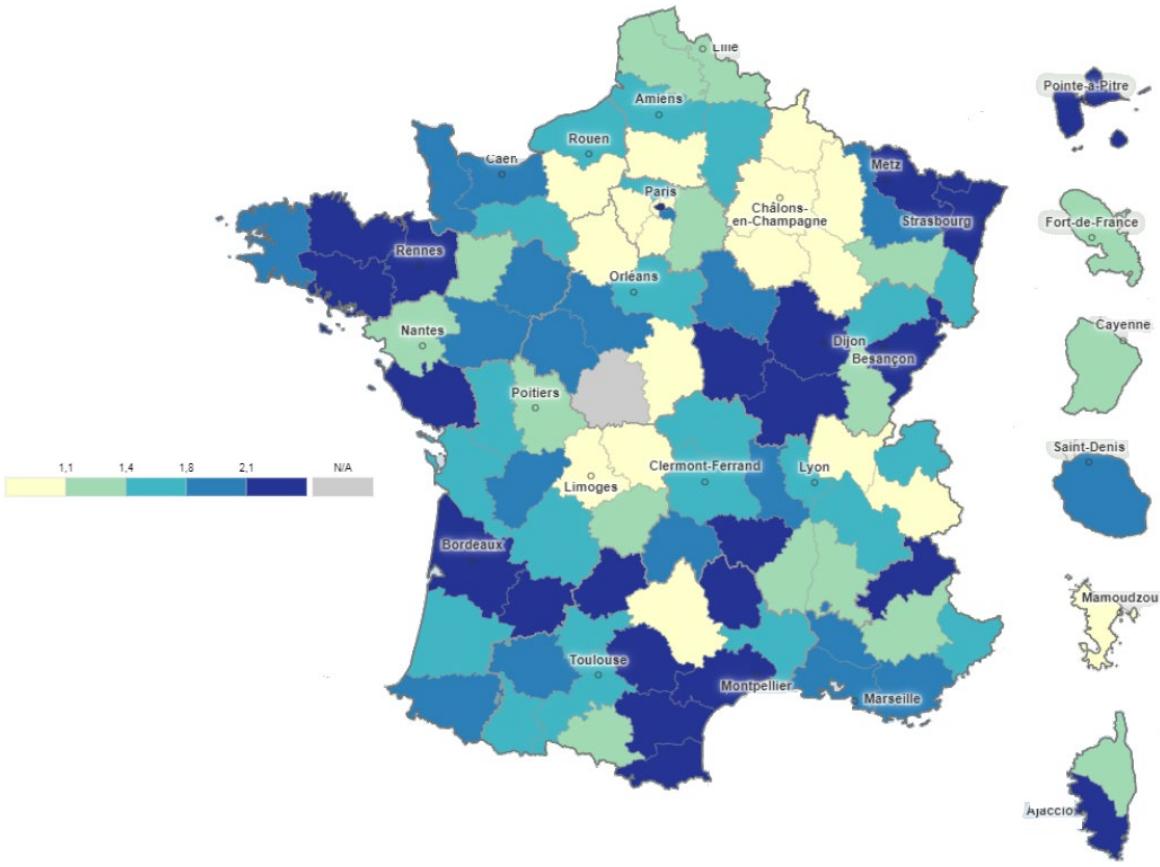 Lille
Pointe-à-Pitre
Amiens
Rouen
Caen
Metz
Paris
Châlons-
en-Champagne
Strasbourg
Fort-de-France
Rennes
Orléans
Nantes
Dijon
Besançon
Cayenne
Poitiers
Saint-Denis
1,1 1,4 1,8 2,1 N/A
Clermont-Ferrand
Lyon
Limoges
Bordeaux
Mamoudzou
Toulouse
Montpellier
Marseille
Ajaccio